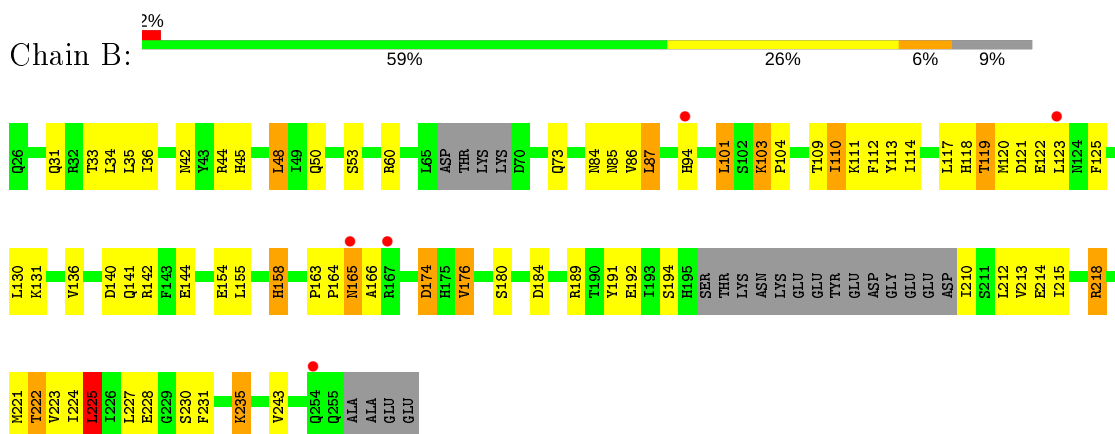 2%
Chain B:
59% 26% 6% 9%
Q26 Q31 R32 T33 L34 L35 I36 N42 Y43 R44 H45 L48 I49 Q50 S53 R60 L65 ASP THR LYS LYS D70 Q73 N84 N85 V86 L87 H94 L101 S102 K103 P104 T109 I110 K111 F112 Y113 I114 L117 H118 T119 M120 D121 E122 L123 N124 F125
L130 K131 V136 D140 Q141 R142 F143 E144 E154 L155 H158 P163 P164 N165 A166 R167 D174 H175 V176 S180 D184 R189 T190 Y191 E192 I193 S194 H195 SER THR LYS ASN LYS GLU GLU TYR GLU ASP GLY GLU GLU ASP I210 S211 L212 V213 E214 I215 R218
M221 T222 V223 I224 L225 I226 L227 E228 G229 S230 F231 K235 V243 Q254 Q255 ALA ALA GLU GLU